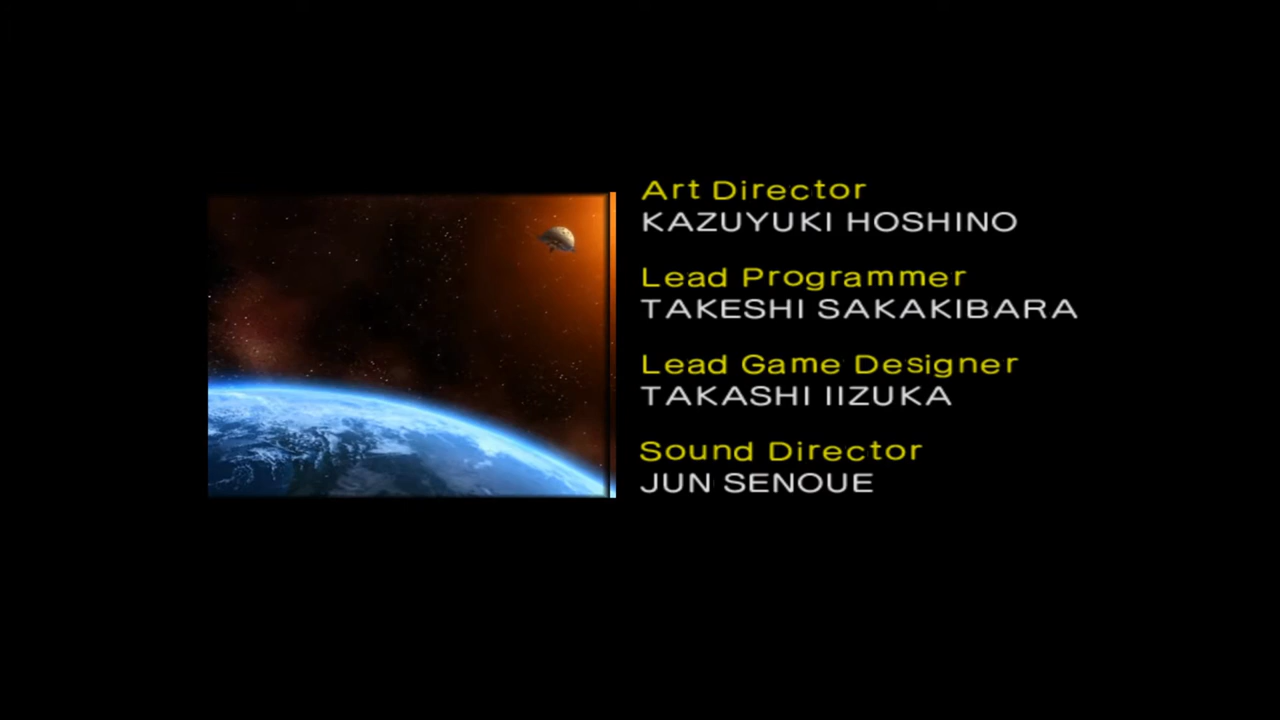 Art Director
KAZUYUKI HOSHINO
Lead Programmer
TAKESHI SAKAKIBARA
Lead Game Designer
TAKASHI IIZUKA
Sound Director
JUN SENOUE